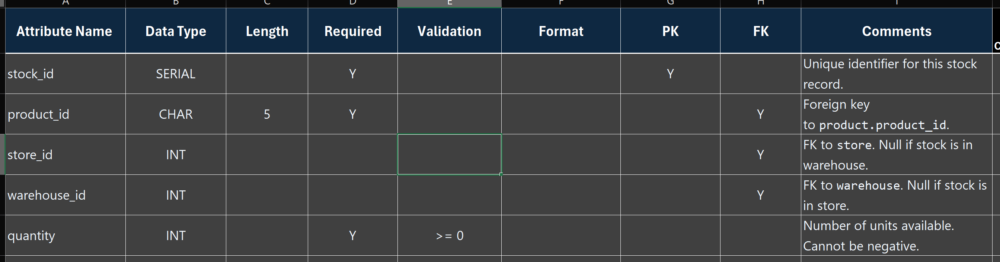 A B C D E F G H I
Attribute Name Data Type Length Required Validation Format PK FK Comments
stock_id SERIAL Y Y Unique identifier for this stock
record.
product_id CHAR 5 Y Y Foreign key
to product.product_id.
store_id INT Y FK to store. Null if stock is in
warehouse.
warehouse_id INT Y FK to warehouse. Null if stock is
in store.
quantity INT Y >= 0 Number of units available.
Cannot be negative.